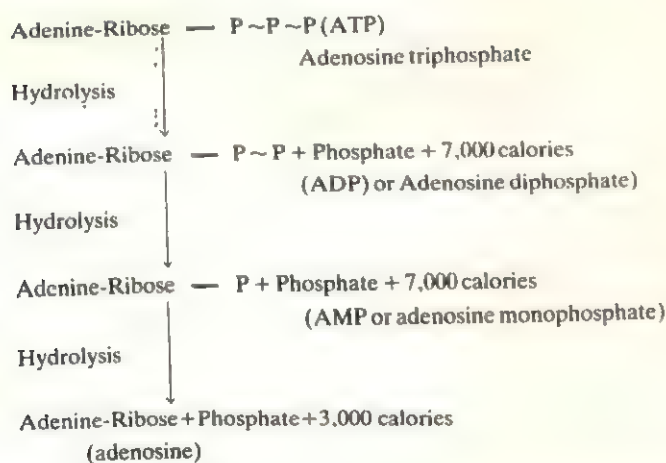 Adenine-Ribose — P ~P~P(ATP)
Adenosine triphosphate
Hydrolysis
Adenine-Ribose — P~P + Phosphate + 7,000 calories
(ADP) or Adenosine diphosphate)
Hydrolysis
Adenine-Ribose — P + Phosphate + 7,000 calories
(AMP or adenosine monophosphate)
Hydrolysis
Adenine-Ribose+Phosphate+3,000 calories
(adenosine)